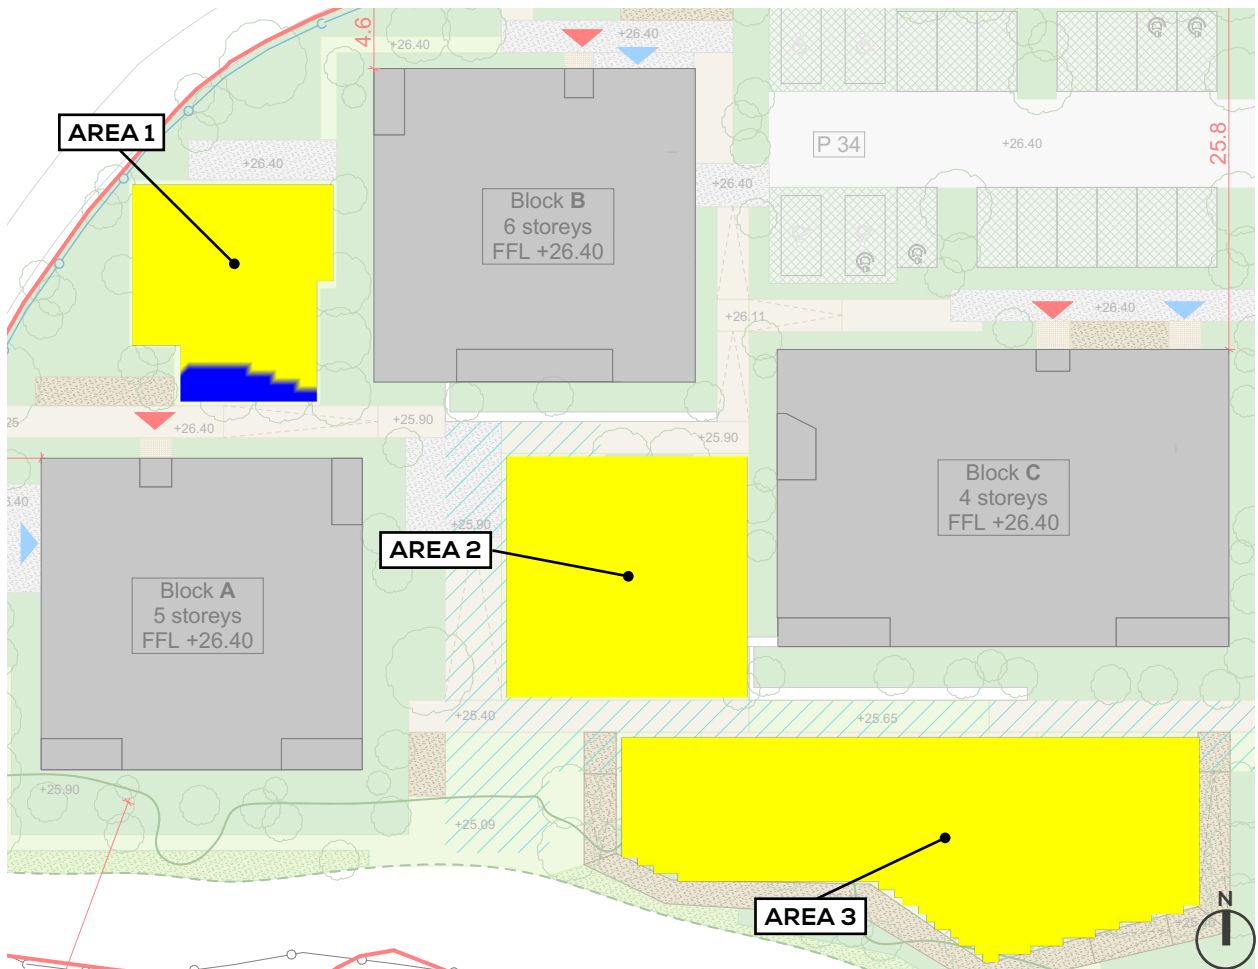 4.6
+26.40
+26.40
AREA 1
+26.40
P 34
+26.40
25.8
+26.40
Block B
6 storeys
FFL +26.40
+26.11
+26.40
25
+26.40
+25.90
+25.90
6.40
+25.90
AREA 2
Block C
4 storeys
FFL +26.40
Block A
5 storeys
FFL +26.40
+25.40
+25.65
+25.90
+25.09
AREA 3
N